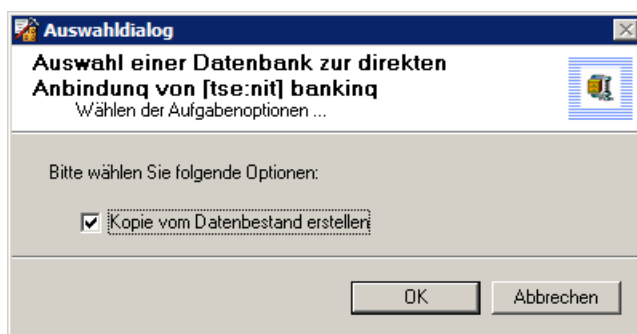 Auswahldialog
Auswahl einer Datenbank zur direkten
Anbindung von [tse:nit] banking
Wählen der Aufgabenoptionen ...
Bitte wählen Sie folgende Optionen:
Kopie vom Datenbestand erstellen
OK Abbrechen